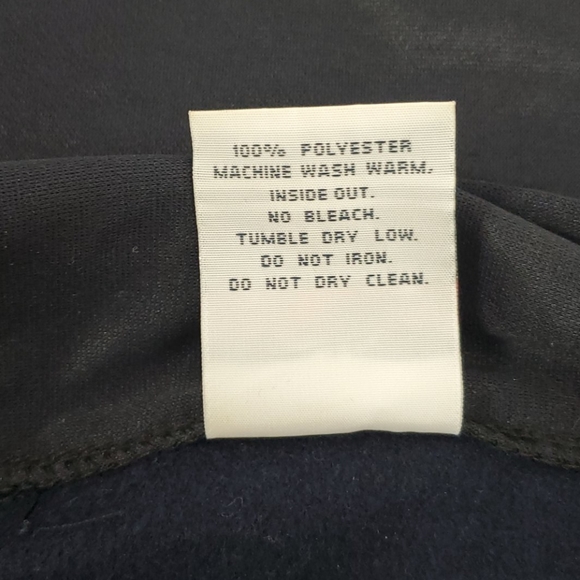 100% POLYESTER
MACHINE WASH WARM.
INSIDE OUT.
NO BLEACH.
TUMBLE DRY LOW.
DO NOT IRON.
DO NOT DRY CLEAN.